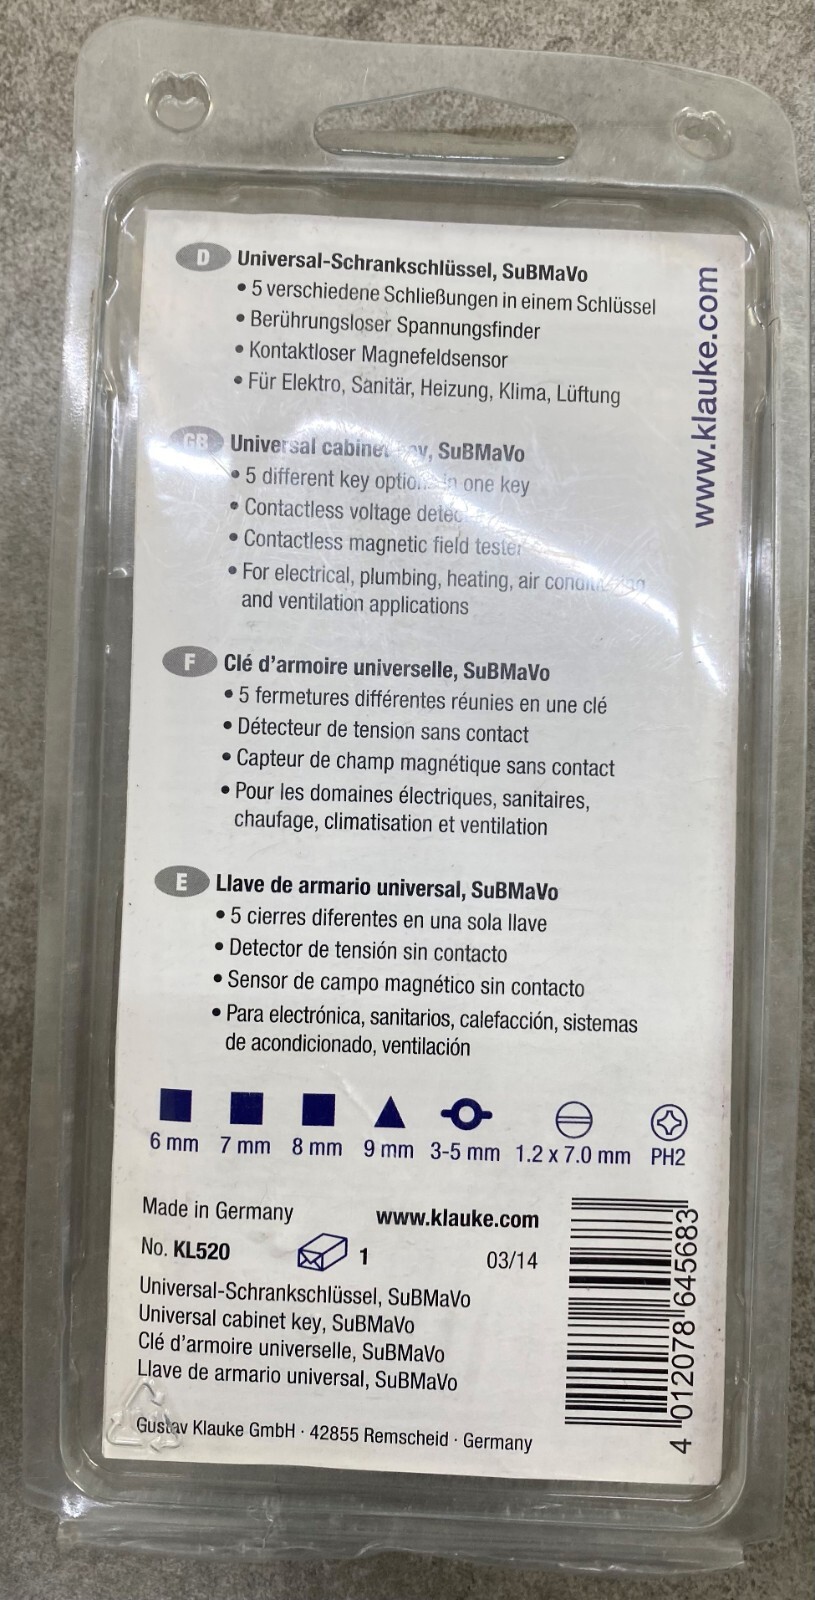 D Universal-Schrankschlüssel, SuBMaVo
• 5 verschiedene Schließungen in einem Schlüssel
• Berührungsloser Spannungsfinder
• Kontaktloser Magnefeldsensor
• Für Elektro, Sanitär, Heizung, Klima, Lüftung
www.klauke.com
GB Universal cabinet key, SuBMaVo
• 5 different key options in one key
• Contactless voltage
• Contactless magnetic field tester
• For electrical, plumbing, heating, air conditioning
and ventilation applications
F Clé d'armoire universelle, SuBMaVo
• 5 fermetures différentes réunies en une clé
• Détecteur de tension sans contact
• Capteur de champ magnétique sans contact
• Pour les domaines électriques, sanitaires,
chaufage, climatisation et ventilation
E Llave de armario universal, SuBMaVo
• 5 cierres diferentes en una sola llave
• Detector de tensión sin contacto
• Sensor de campo magnético sin contacto
• Para electrónica, sanitarios, calefacción, sistemas
de acondicionado, ventilación
6 mm 7 mm 8 mm 9 mm 3-5 mm 1.2 x 7.0 mm PH2
Made in Germany www.klauke.com
No. KL520 1 03/14
Universal-Schrankschlüssel, SuBMaVo
Universal cabinet key, SuBMaVo
Clé d'armoire universelle, SuBMaVo
Llave de armario universal, SuBMaVo
Gustav Klauke GmbH · 42855 Remscheid · Germany
4 012078 645683